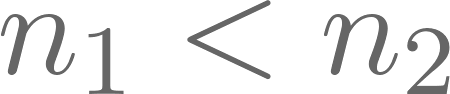 n₁ < n₂